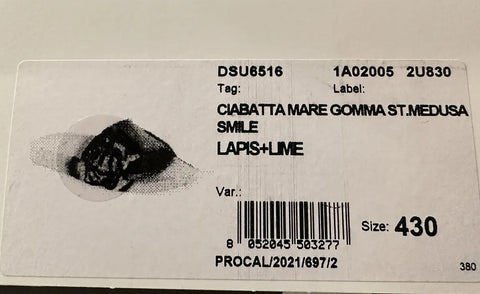 DSU6516 1A02005 2U830
Tag: Label:
CIABATTA MARE GOMMA ST.MEDUSA
SMILE
LAPIS+LIME
Var.:
Size: 430
8 052045 503277
PROCAL/2021/697/2
380